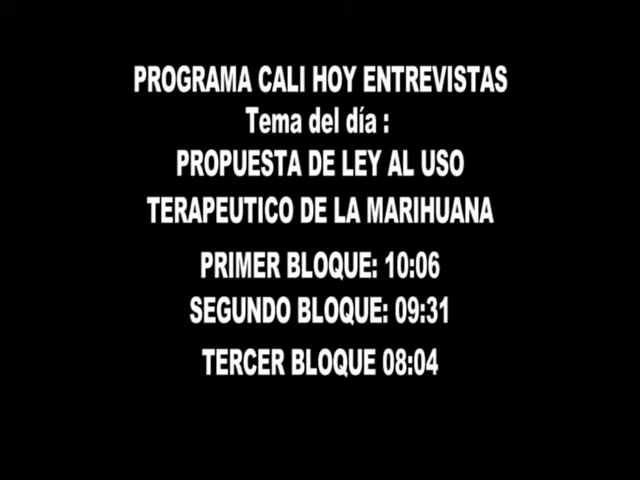 PROGRAMA CALI HOY ENTREVISTAS
Tema del día :
PROPUESTA DE LEY AL USO
TERAPEUTICO DE LA MARIHUANA
PRIMER BLOQUE: 10:06
SEGUNDO BLOQUE: 09:31
TERCER BLOQUE 08:04